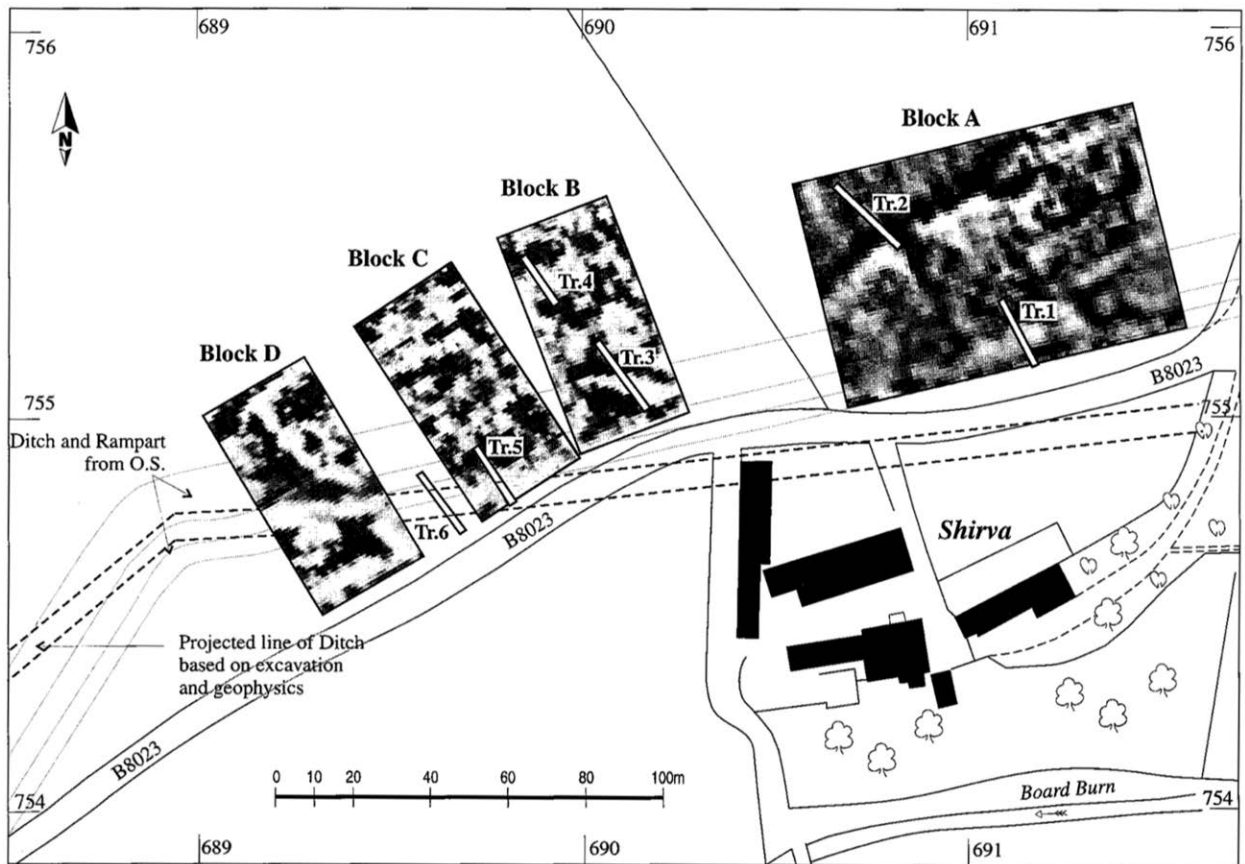 689
690
691
756
756
Block A
Block B
Block C
Block D
Tr.2
Tr.4
Tr.1
Tr.3
Tr.5
Tr.6
B8023
755
755
Ditch and Rampart
from O.S.
B8023
Shirva
Projected line of Ditch
based on excavation
and geophysics
B8023
N
0 10 20 40 60 80 100m
Board Burn
754
754
689
690
691